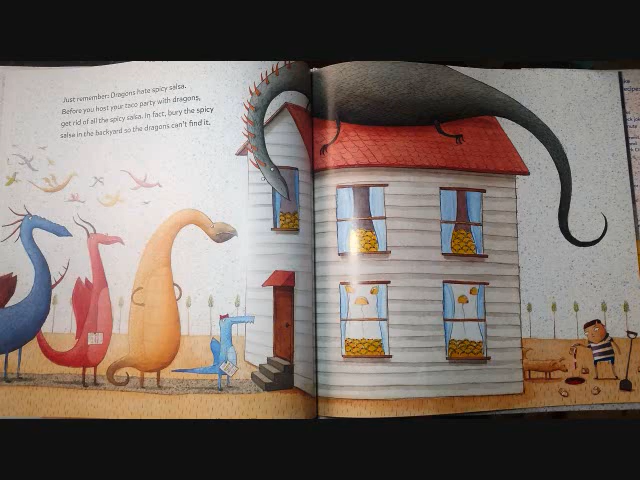 Just remember: Dragons hate spicy salsa.
Before you host your taco party with dragons,
get rid of all the spicy salsa. In fact, bury the spicy
salsa in the backyard so the dragons can't find it.